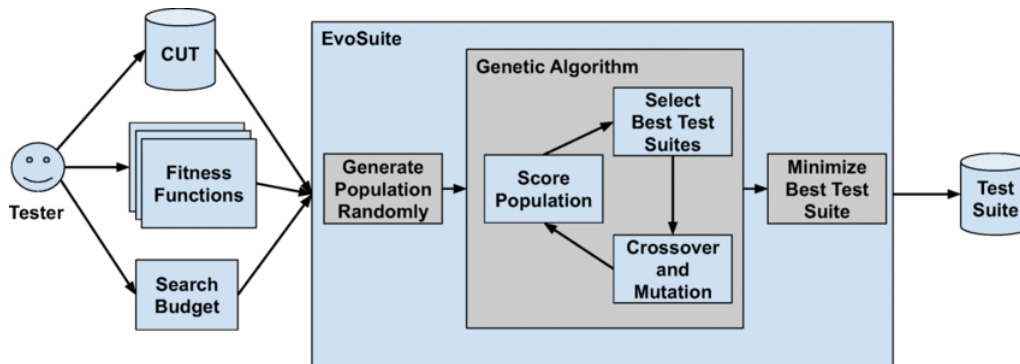 Tester
CUT
Fitness
Functions
Search
Budget
EvoSuite
Generate
Population
Randomly
Genetic Algorithm
Score
Population
Select
Best Test
Suites
Crossover
and
Mutation
Minimize
Best Test
Suite
Test
Suite